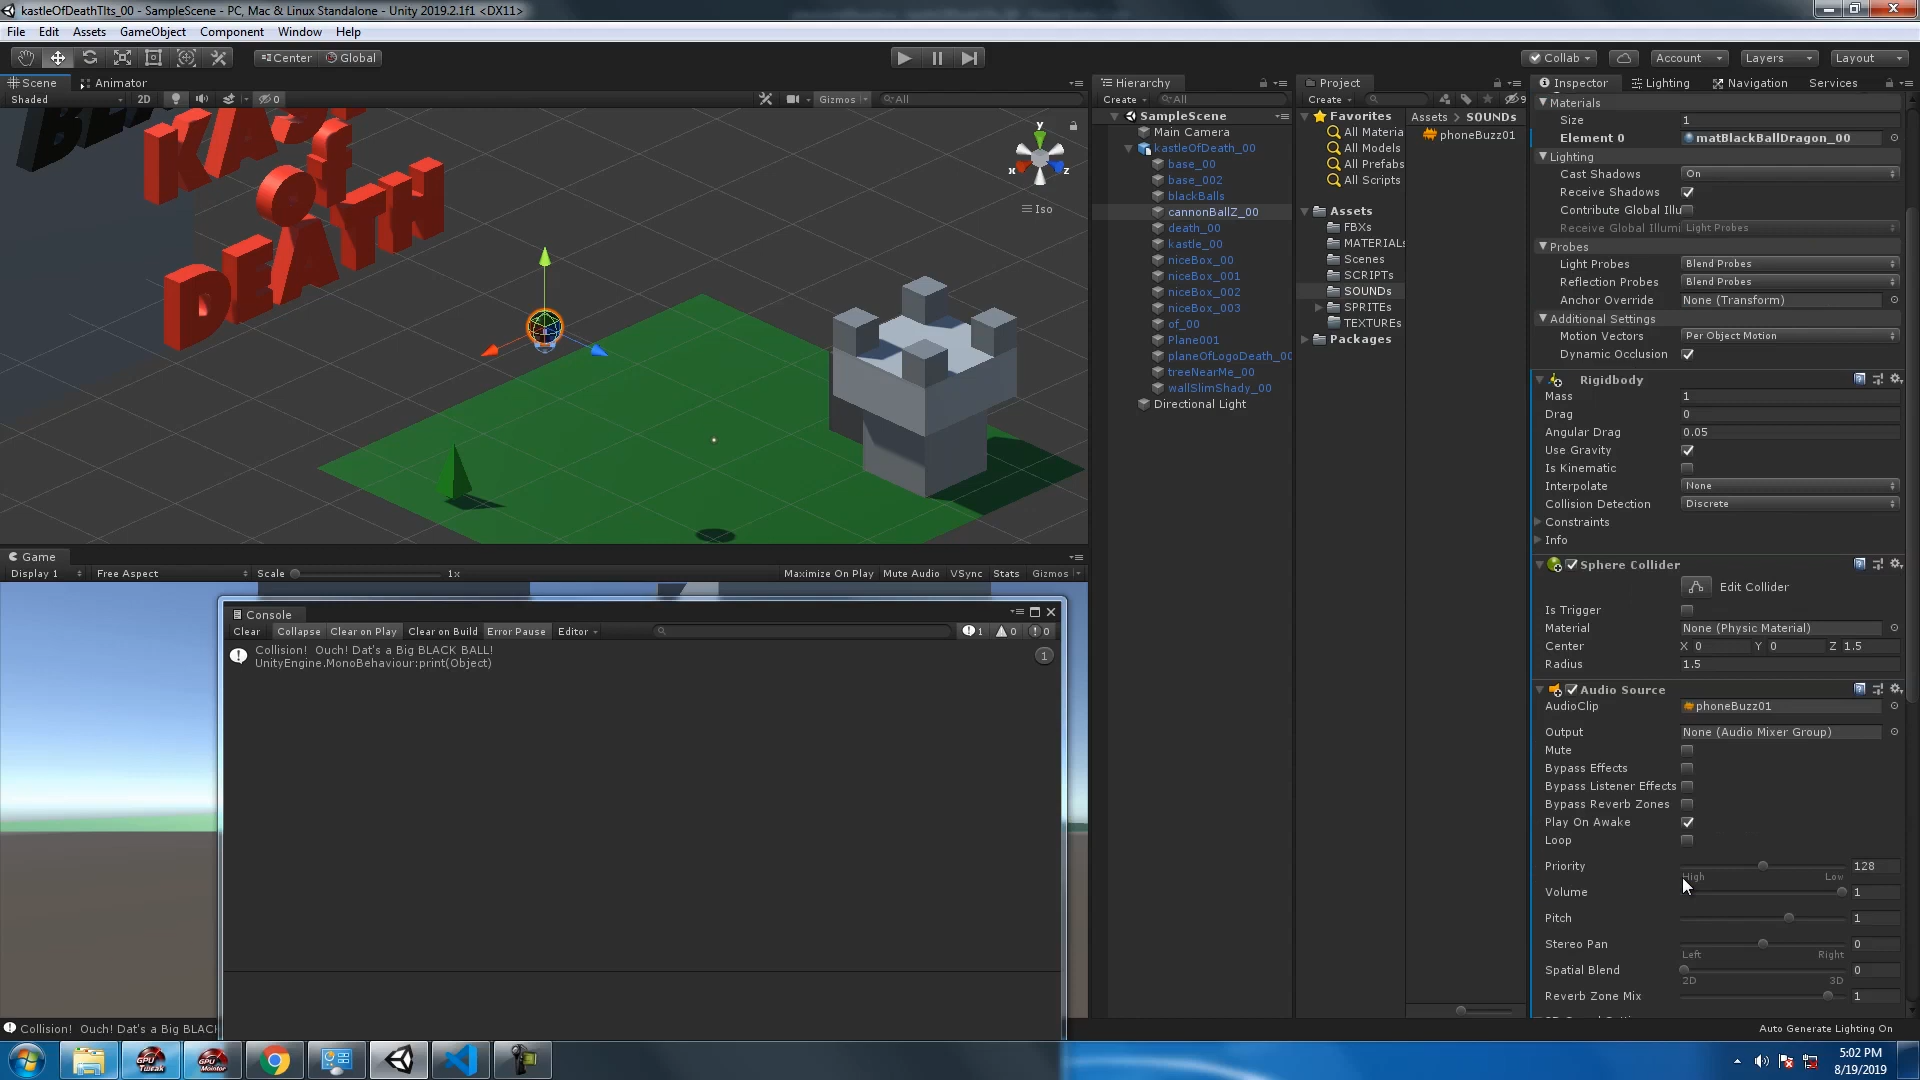 kastleOfDeathTIts_00 - SampleScene - PC, Mac & Linux Standalone - Unity 2019.2.1f1 <DX11>
File Edit Assets GameObject Component Window Help
Center Global
Collab Account Layers Layout
Scene Animator
Shaded 2D 0 Gizmos All
KASTLE
of
DEATH
y
x z
Iso
Game
Display 1 Free Aspect Scale 1x Maximize On Play Mute Audio VSync Stats Gizmos
Console
Clear Collapse Clear on Play Clear on Build Error Pause Editor 1 0 0
Collision! Ouch! Dat's a Big BLACK BALL!
UnityEngine.MonoBehaviour:print(Object)
1
Collision! Ouch! Dat's a Big BLAC
Hierarchy
Create All
SampleScene
Main Camera
kastleOfDeath_00
base_00
base_002
blackBalls
cannonBallZ_00
death_00
kastle_00
niceBox_00
niceBox_001
niceBox_002
niceBox_003
of_00
Plane001
planeOfLogoDeath_00
treeNearMe_00
wallSlimShady_00
Directional Light
Project
Create 9
Favorites
All Materia
All Models
All Prefabs
All Scripts
Assets
FBXs
MATERIALs
Scenes
SCRIPTs
SOUNDs
SPRITEs
TEXTUREs
Packages
Assets > SOUNDs
phoneBuzz01
Inspector Lighting Navigation Services
Materials
Size 1
Element 0 matBlackBallDragon_00
Lighting
Cast Shadows On
Receive Shadows
Contribute Global Illu
Receive Global Illumi Light Probes
Probes
Light Probes Blend Probes
Reflection Probes Blend Probes
Anchor Override None (Transform)
Additional Settings
Motion Vectors Per Object Motion
Dynamic Occlusion
Rigidbody
Mass 1
Drag 0
Angular Drag 0.05
Use Gravity
Is Kinematic
Interpolate None
Collision Detection Discrete
Constraints
Info
Sphere Collider
Edit Collider
Is Trigger
Material None (Physic Material)
Center X 0 Y 0 Z 1.5
Radius 1.5
Audio Source
AudioClip phoneBuzz01
Output None (Audio Mixer Group)
Mute
Bypass Effects
Bypass Listener Effects
Bypass Reverb Zones
Play On Awake
Loop
Priority 128
High Low
Volume 1
Pitch 1
Stereo Pan 0
Left Right
Spatial Blend 0
2D 3D
Reverb Zone Mix 1
Auto Generate Lighting On
GPU Tweak
GPU Monitor
5:02 PM
8/19/2019